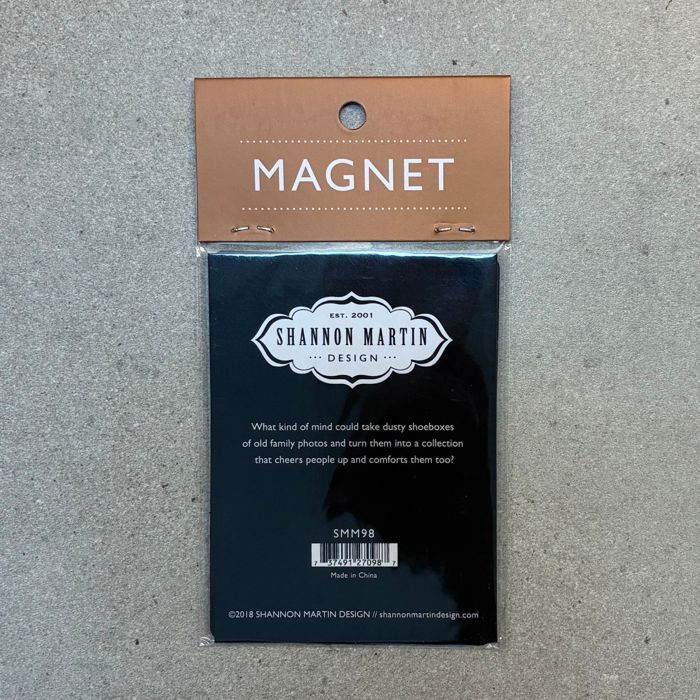 MAGNET
EST. 2001
SHANNON MARTIN
··· DESIGN ···
What kind of mind could take dusty shoeboxes
of old family photos and turn them into a collection
that cheers people up and comforts them too?
SMM98
7 37491 27098 7
Made in China
©2018 SHANNON MARTIN DESIGN // shannonmartindesign.com